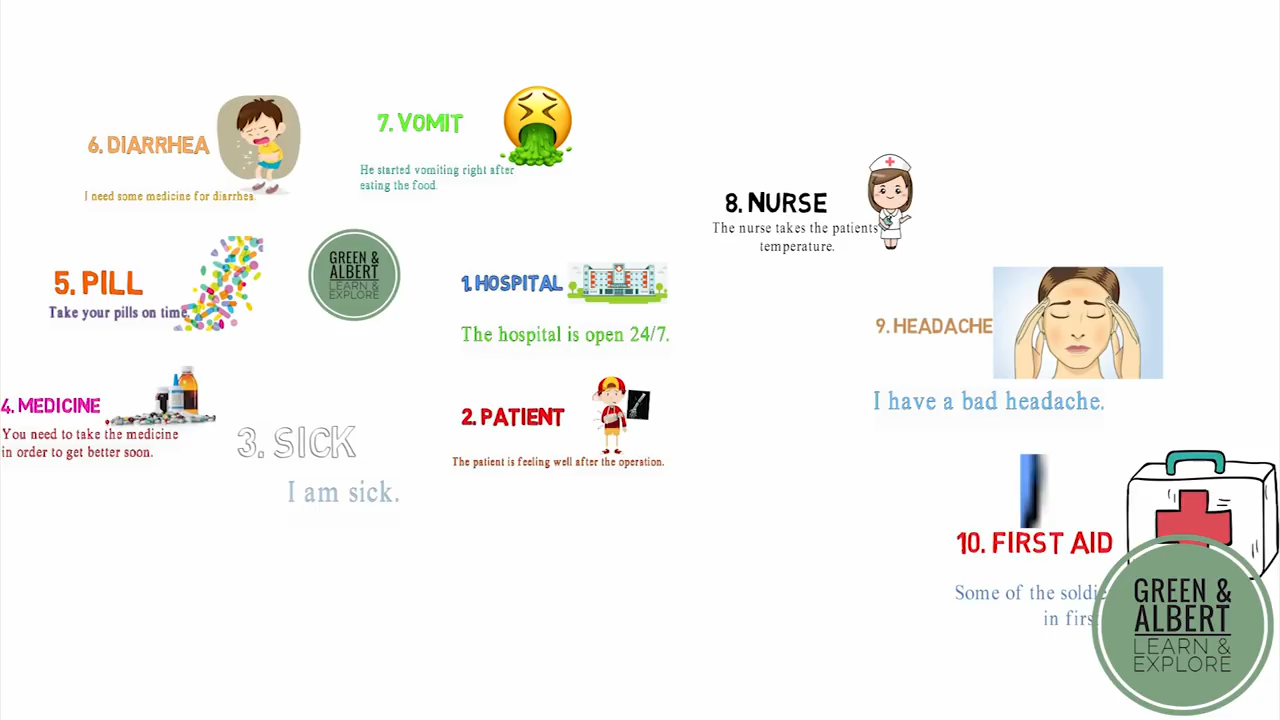 1. HOSPITAL
The hospital is open 24/7.
2. PATIENT
The patient is feeling well after the operation.
3. SICK
I am sick.
4. MEDICINE
You need to take the medicine
in order to get better soon.
5. PILL
Take your pills on time.
6. DIARRHEA
I need some medicine for diarrhea.
7. VOMIT
He started vomiting right after
eating the food.
8. NURSE
The nurse takes the patients
temperature.
9. HEADACHE
I have a bad headache.
10. FIRST AID
Some of the
in
GREEN &
ALBERT
LEARN &
EXPLORE
GREEN &
ALBERT
LEARN &
EXPLORE